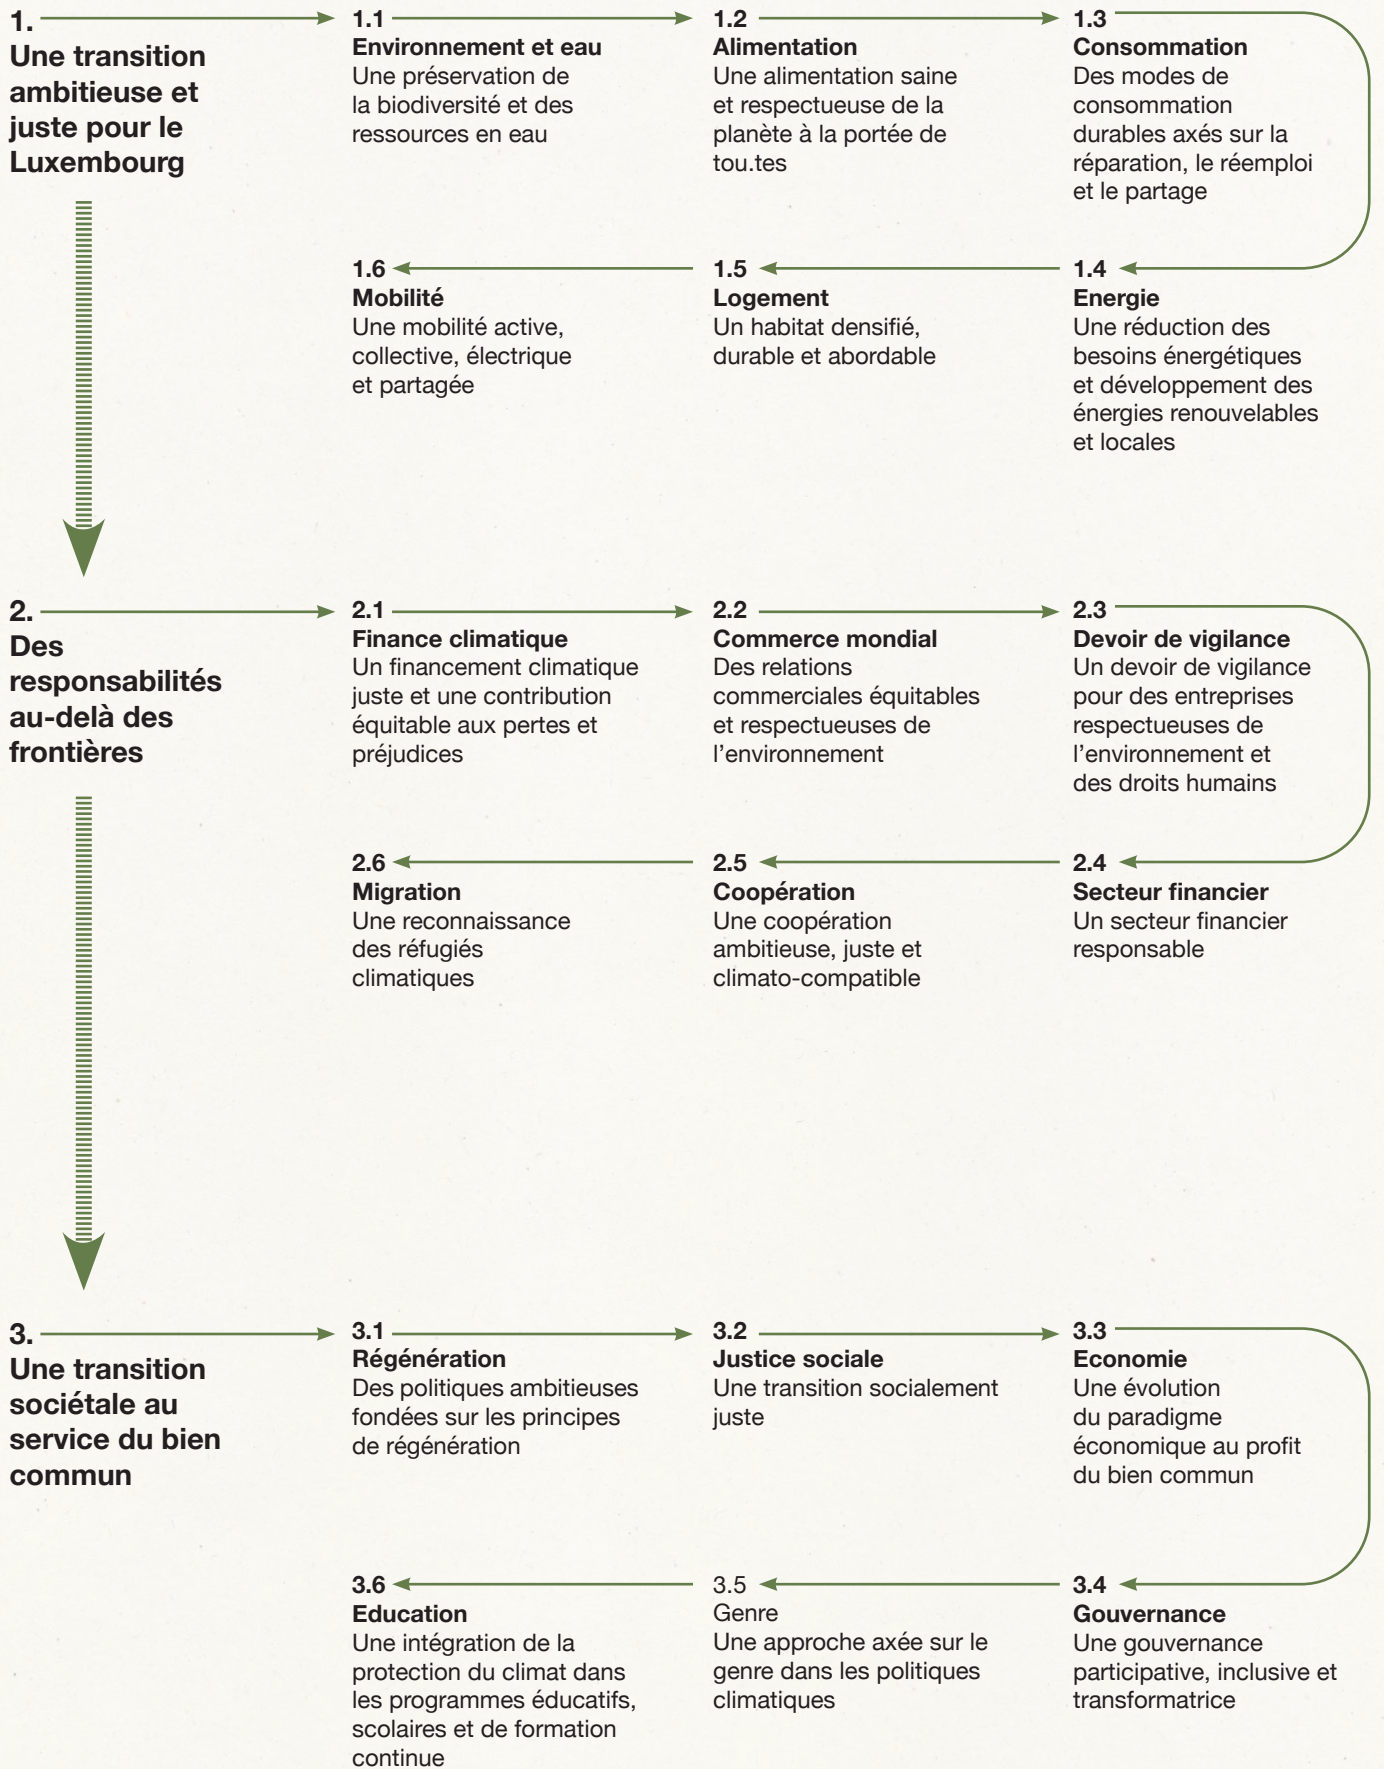 1.
Une transition
ambitieuse et
juste pour le
Luxembourg
1.1
Environnement et eau
Une préservation de
la biodiversité et des
ressources en eau
1.2
Alimentation
Une alimentation saine
et respectueuse de la
planète à la portée de
tou.tes
1.3
Consommation
Des modes de
consommation
durables axés sur la
réparation, le réemploi
et le partage
1.4
Energie
Une réduction des
besoins énergétiques
et développement des
énergies renouvelables
et locales
1.5
Logement
Un habitat densifié,
durable et abordable
1.6
Mobilité
Une mobilité active,
collective, électrique
et partagée
2.
Des
responsabilités
au-delà des
frontières
2.1
Finance climatique
Un financement climatique
juste et une contribution
équitable aux pertes et
préjudices
2.2
Commerce mondial
Des relations
commerciales équitables
et respectueuses de
l’environnement
2.3
Devoir de vigilance
Un devoir de vigilance
pour des entreprises
respectueuses de
l’environnement et
des droits humains
2.4
Secteur financier
Un secteur financier
responsable
2.5
Coopération
Une coopération
ambitieuse, juste et
climato-compatible
2.6
Migration
Une reconnaissance
des réfugiés
climatiques
3.
Une transition
sociétale au
service du bien
commun
3.1
Régénération
Des politiques ambitieuses
fondées sur les principes
de régénération
3.2
Justice sociale
Une transition socialement
juste
3.3
Economie
Une évolution
du paradigme
économique au profit
du bien commun
3.4
Gouvernance
Une gouvernance
participative, inclusive et
transformatrice
3.5
Genre
Une approche axée sur le
genre dans les politiques
climatiques
3.6
Education
Une intégration de la
protection du climat dans
les programmes éducatifs,
scolaires et de formation
continue